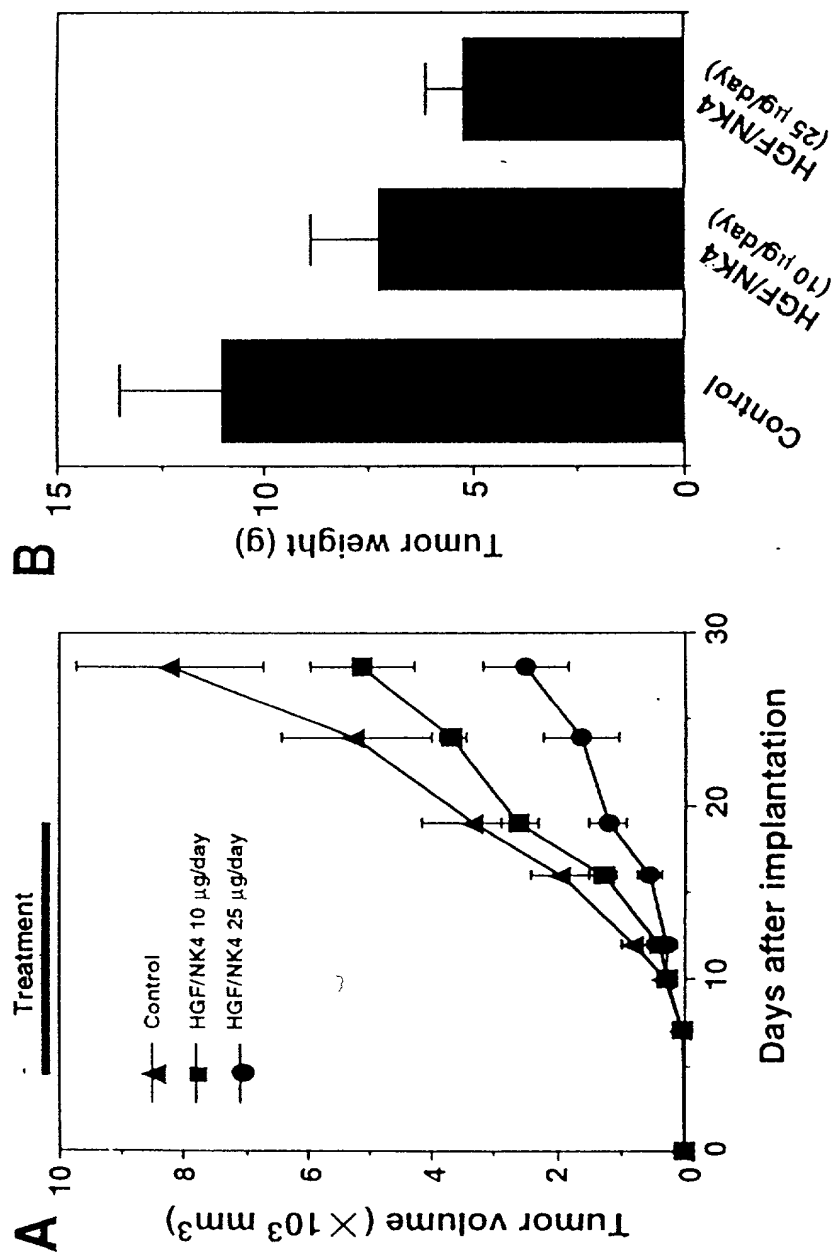 A
Treatment
Control
HGF/NK4 10 μg/day
HGF/NK4 25 μg/day
10
8
6
4
2
0
Tumor volume (×10³ mm³)
0
10
20
30
Days after implantation
B
15
10
5
0
Tumor weight (g)
Control
HGF/NK4
(10 μg/day)
HGF/NK4
(25 μg/day)